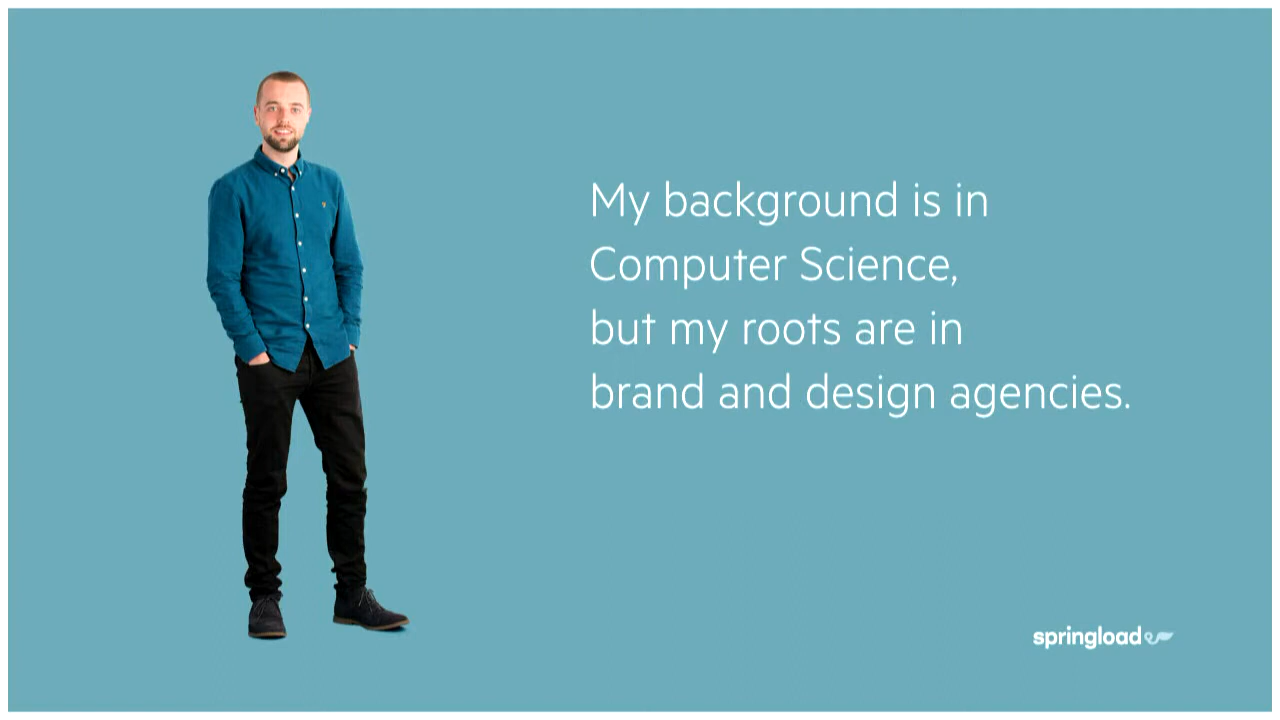 My background is in
Computer Science,
but my roots are in
brand and design agencies.
springload